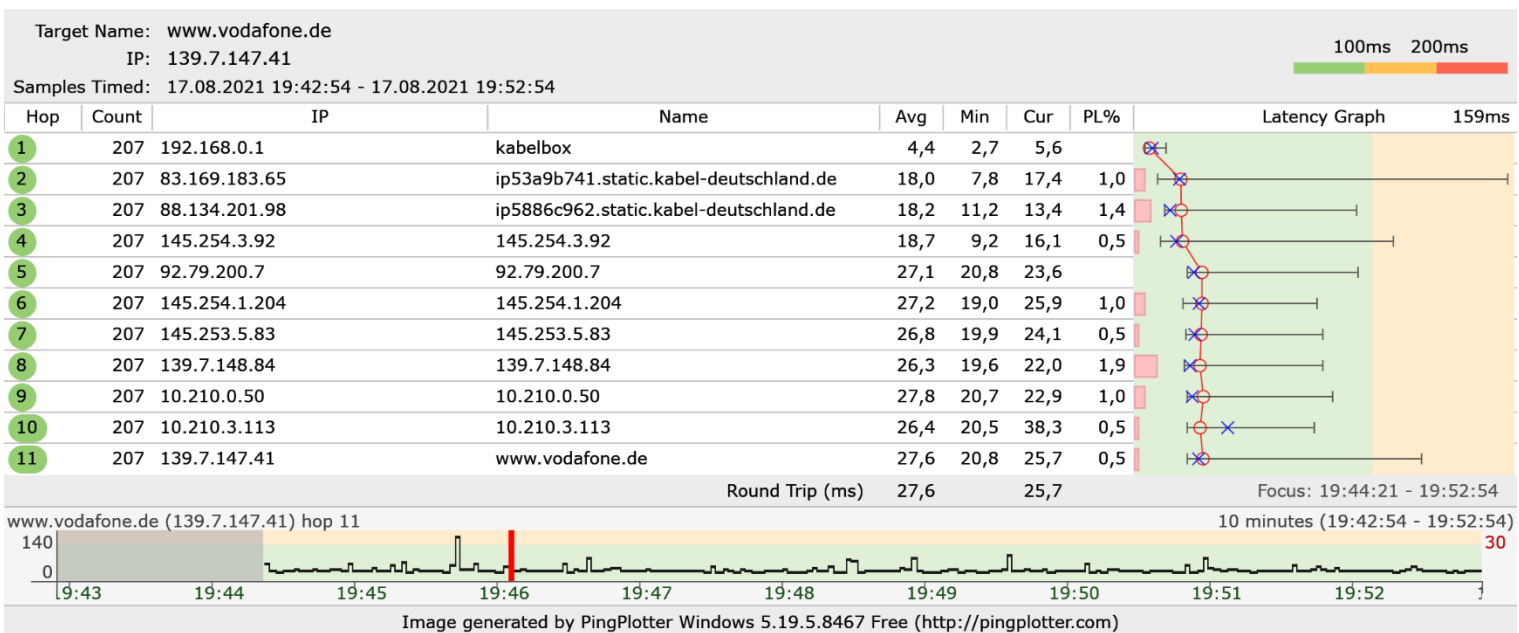 Target Name: www.vodafone.de
IP: 139.7.147.41
100ms 200ms
Samples Timed: 17.08.2021 19:42:54 - 17.08.2021 19:52:54
Hop Count IP Name Avg Min Cur PL% Latency Graph 159ms
1 207 192.168.0.1 kabelbox 4,4 2,7 5,6
2 207 83.169.183.65 ip53a9b741.static.kabel-deutschland.de 18,0 7,8 17,4 1,0
3 207 88.134.201.98 ip5886c962.static.kabel-deutschland.de 18,2 11,2 13,4 1,4
4 207 145.254.3.92 145.254.3.92 18,7 9,2 16,1 0,5
5 207 92.79.200.7 92.79.200.7 27,1 20,8 23,6
6 207 145.254.1.204 145.254.1.204 27,2 19,0 25,9 1,0
7 207 145.253.5.83 145.253.5.83 26,8 19,9 24,1 0,5
8 207 139.7.148.84 139.7.148.84 26,3 19,6 22,0 1,9
9 207 10.210.0.50 10.210.0.50 27,8 20,7 22,9 1,0
10 207 10.210.3.113 10.210.3.113 26,4 20,5 38,3 0,5
11 207 139.7.147.41 www.vodafone.de 27,6 20,8 25,7 0,5
Round Trip (ms) 27,6 25,7 Focus: 19:44:21 - 19:52:54
www.vodafone.de (139.7.147.41) hop 11 10 minutes (19:42:54 - 19:52:54)
140 30
0
19:43 19:44 19:45 19:46 19:47 19:48 19:49 19:50 19:51 19:52
Image generated by PingPlotter Windows 5.19.5.8467 Free (http://pingplotter.com)